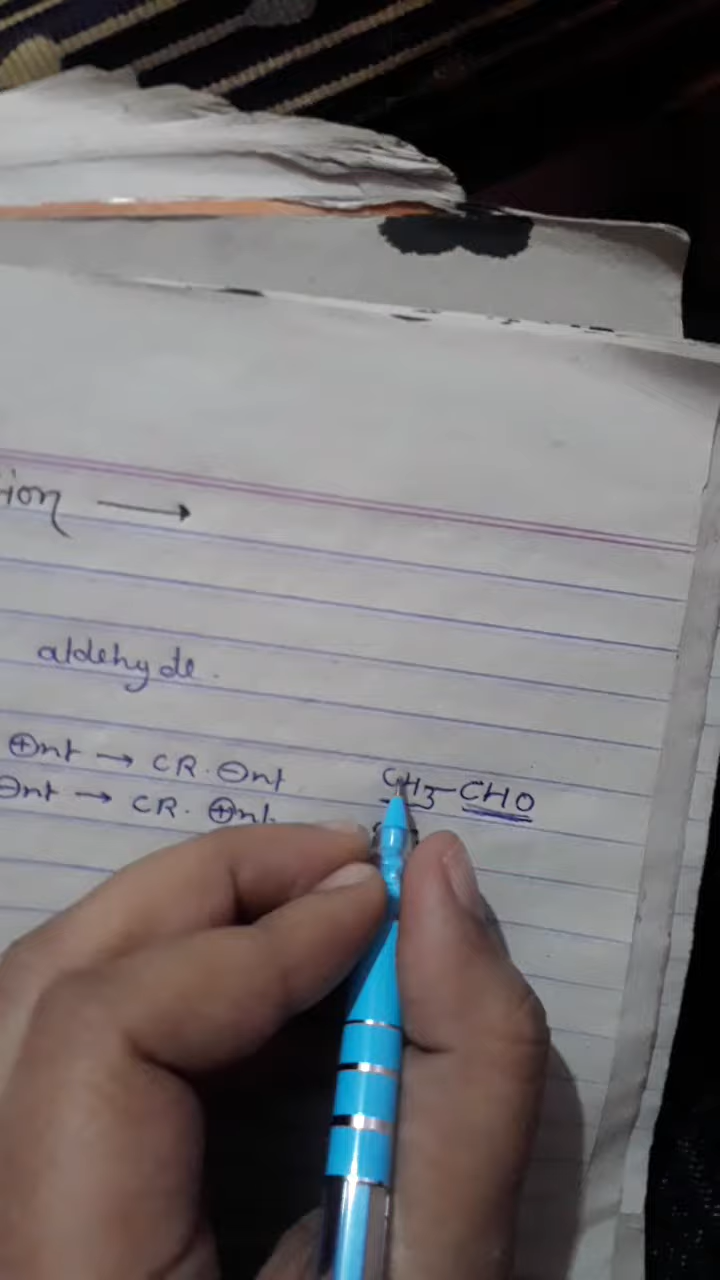 ion →
aldehyde.
⊕nt → CR. ⊖nt CH3-CHO
⊖nt → CR. ⊕nt